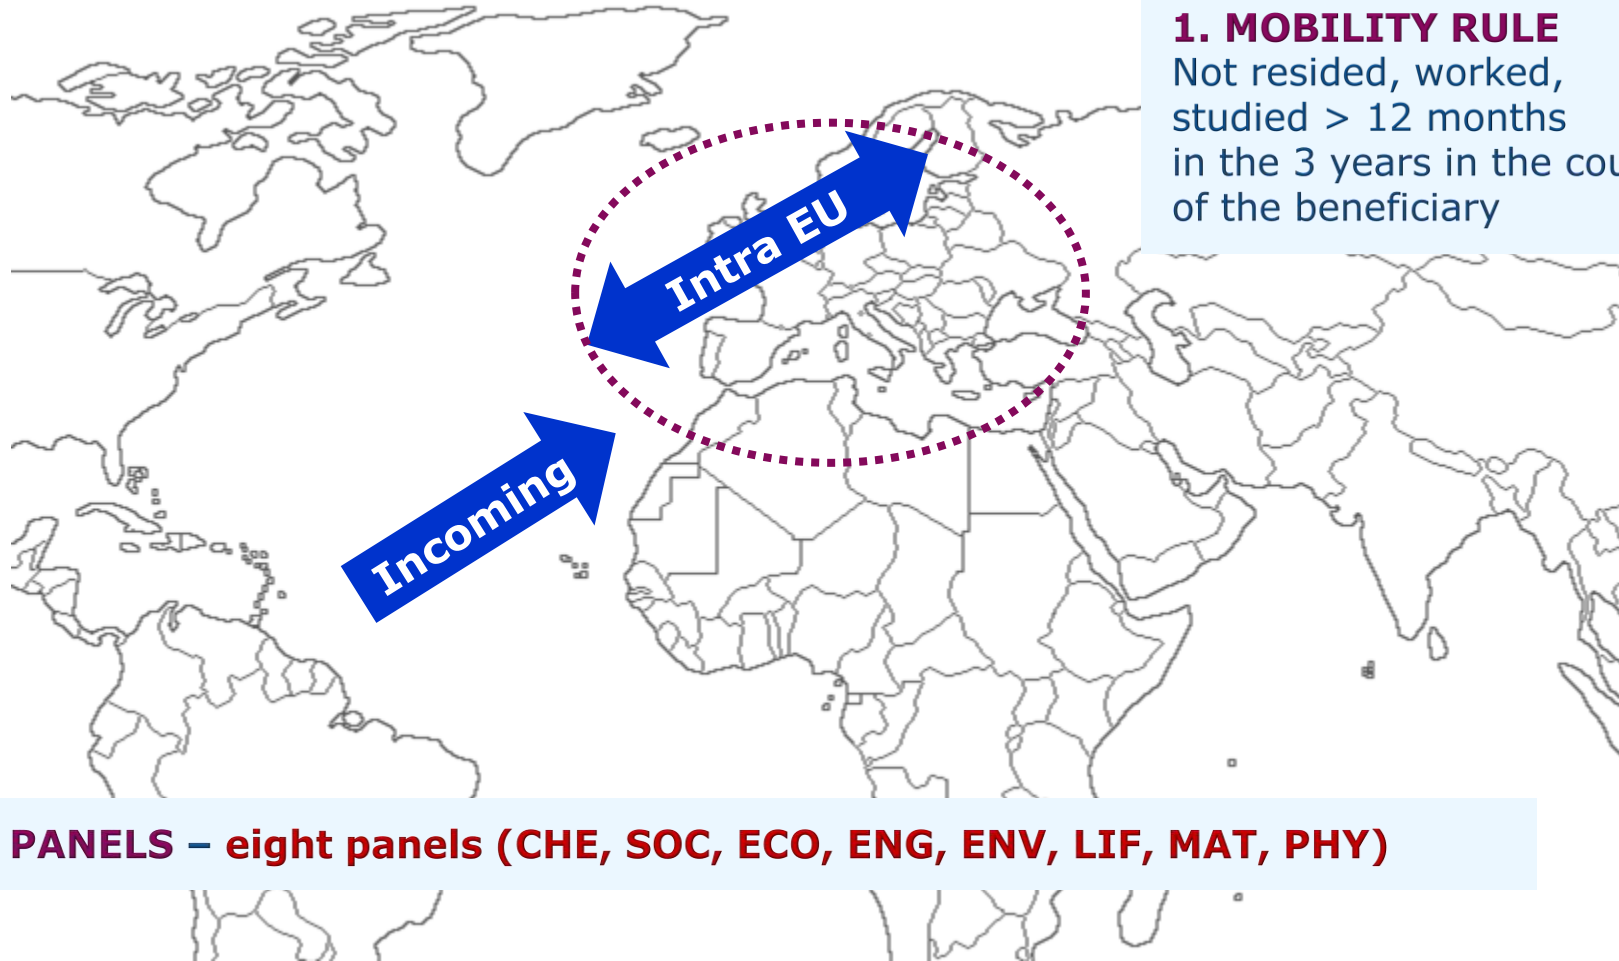 1. MOBILITY RULE
Not resided, worked,
studied > 12 months
in the 3 years in the cou
of the beneficiary
Intra EU
Incoming
PANELS – eight panels (CHE, SOC, ECO, ENG, ENV, LIF, MAT, PHY)